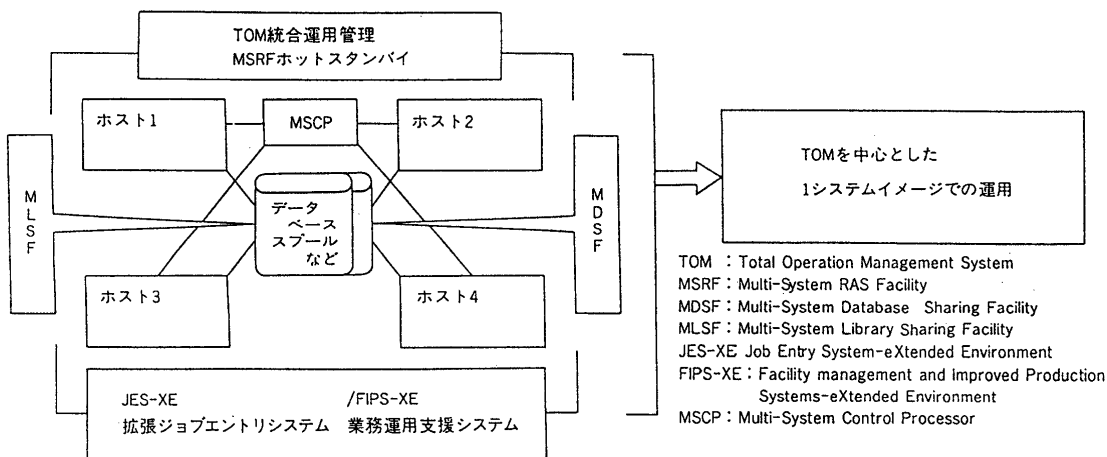 TOM統合運用管理
MSRFホットスタンバイ
ホスト1
MSCP
ホスト2
MLSF
データ
ベース
スプール
など
MDSF
ホスト3
ホスト4
JES-XE /FIPS-XE
拡張ジョブエントリシステム 業務運用支援システム
TOMを中心とした
1システムイメージでの運用
TOM : Total Operation Management System
MSRF : Multi-System RAS Facility
MDSF : Multi-System Database Sharing Facility
MLSF : Multi-System Library Sharing Facility
JES-XE: Job Entry System-eXtended Environment
FIPS-XE : Facility management and Improved Production
Systems-eXtended Environment
MSCP : Multi-System Control Processor